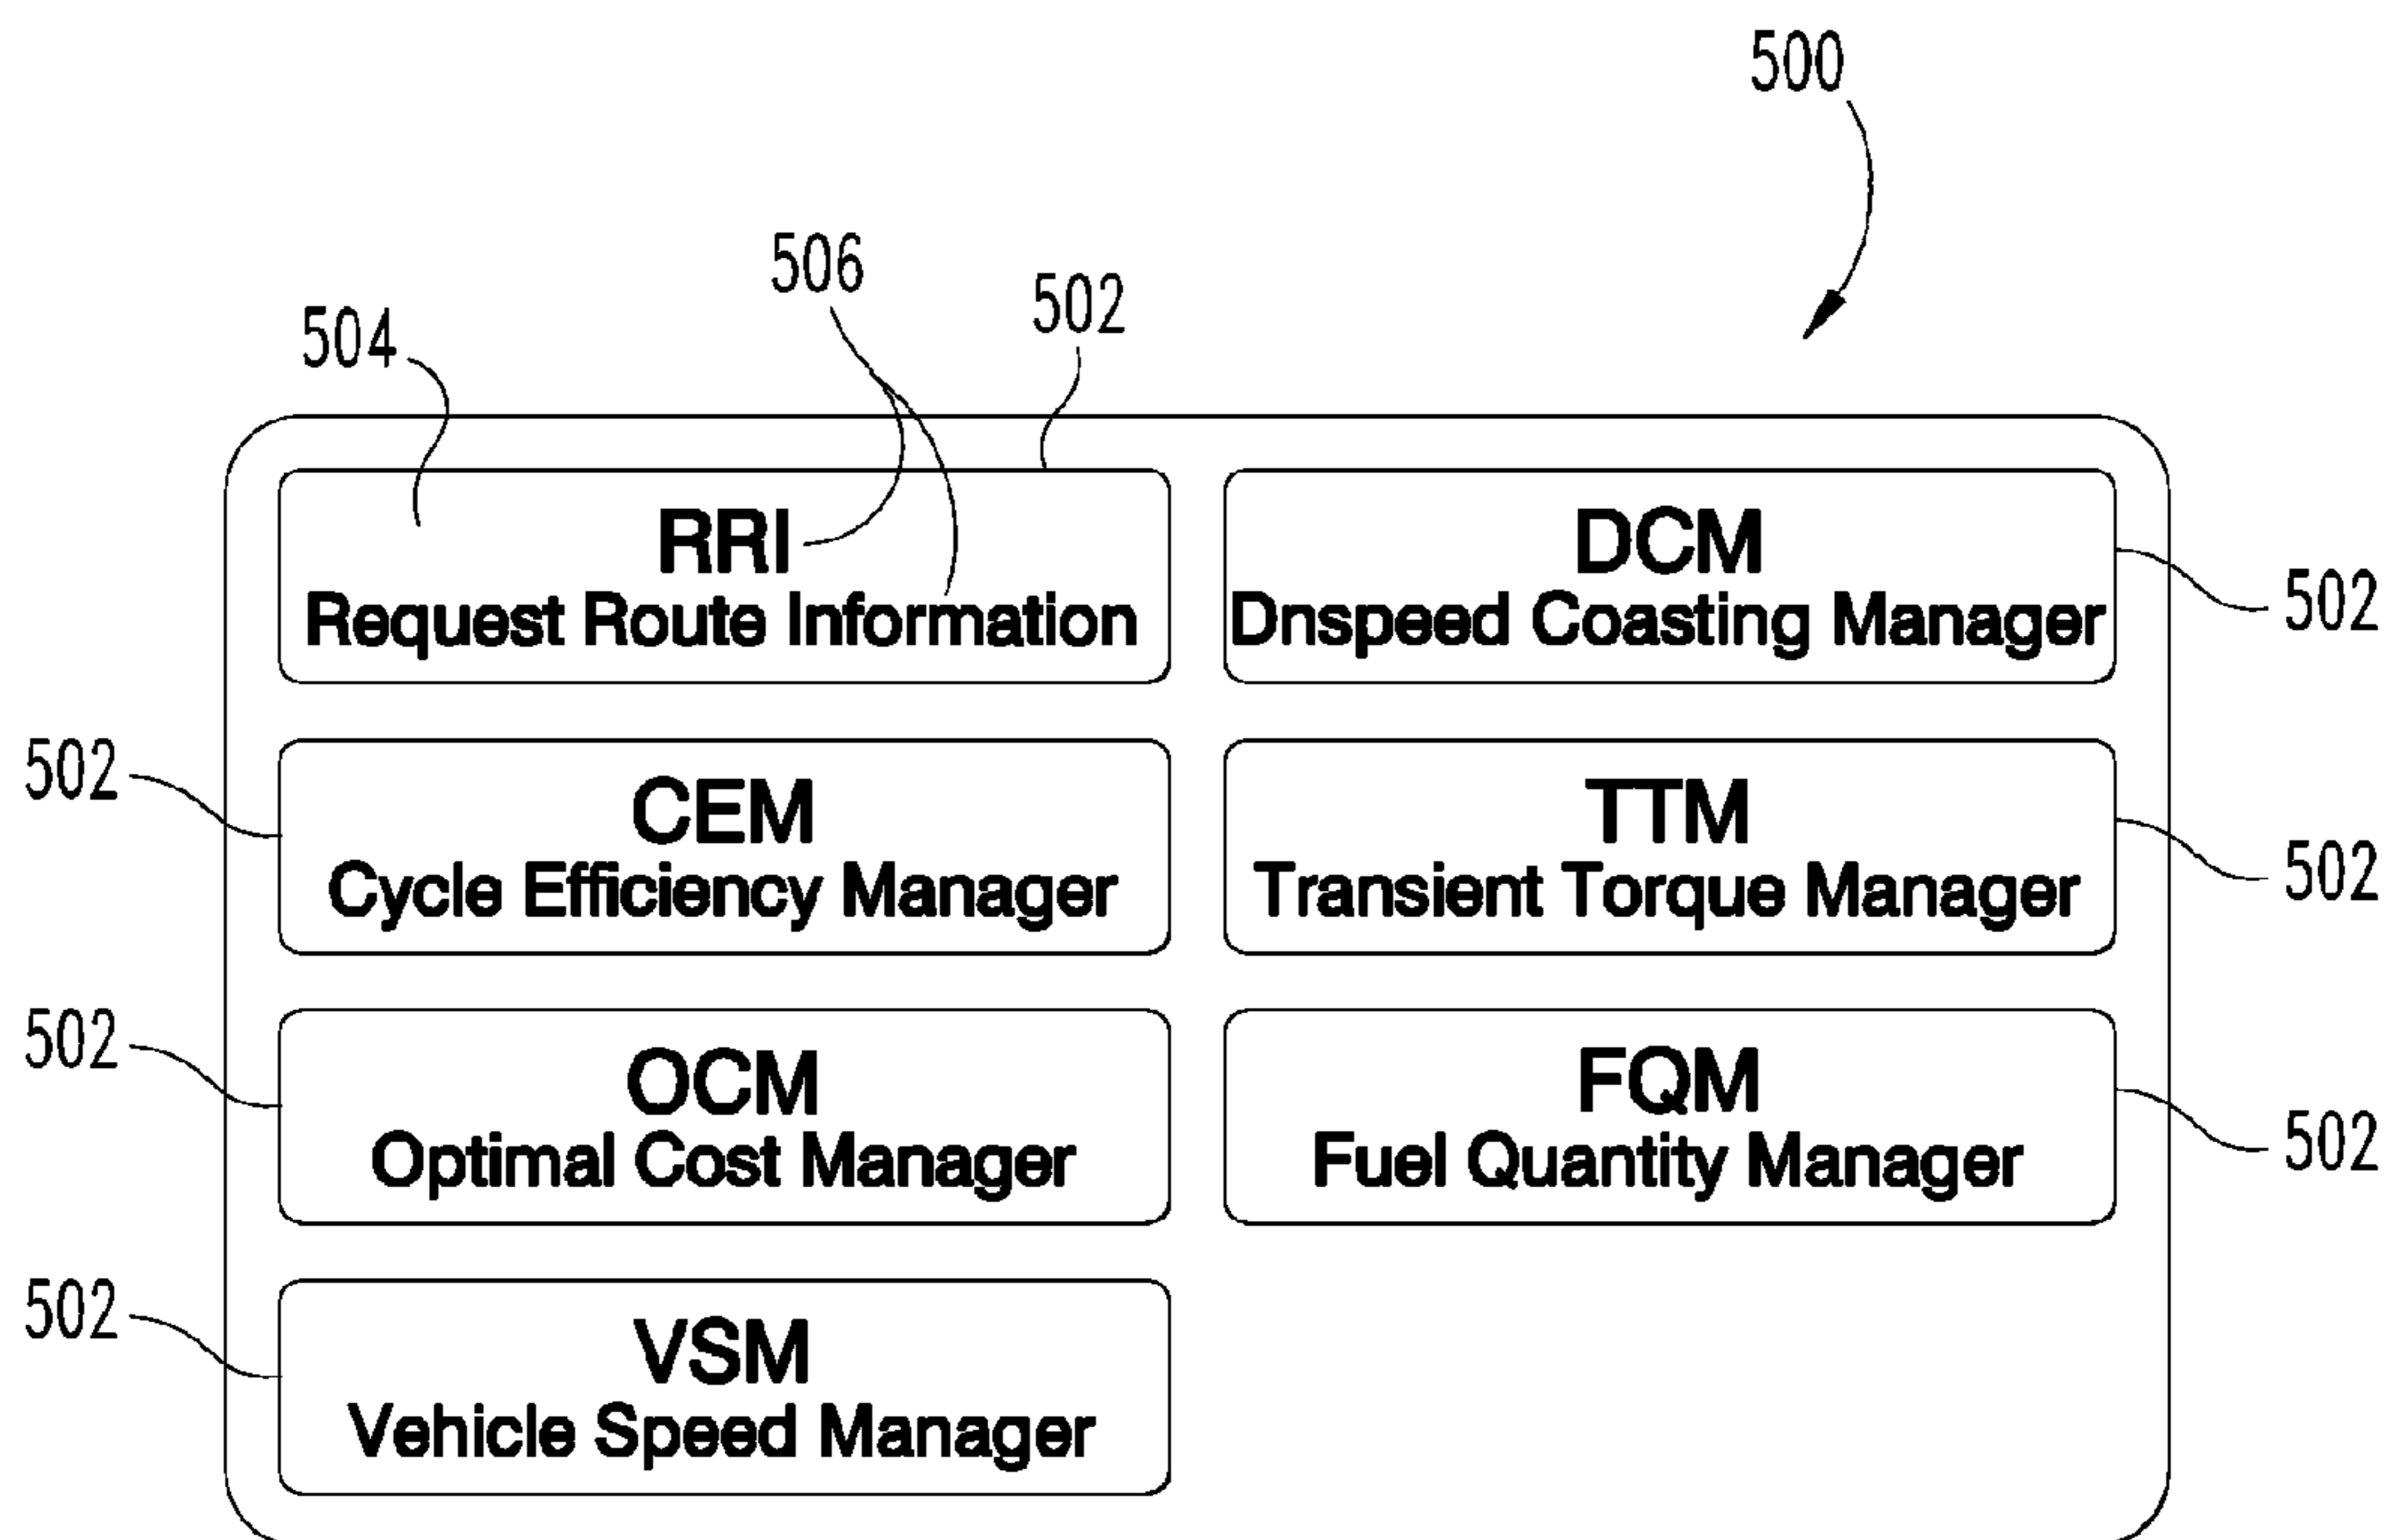 500
506
502
504
RRI
Request Route Information
DCM
Dnspeed Coasting Manager
502
502
CEM
Cycle Efficiency Manager
TTM
Transient Torque Manager
502
502
OCM
Optimal Cost Manager
FQM
Fuel Quantity Manager
502
502
VSM
Vehicle Speed Manager